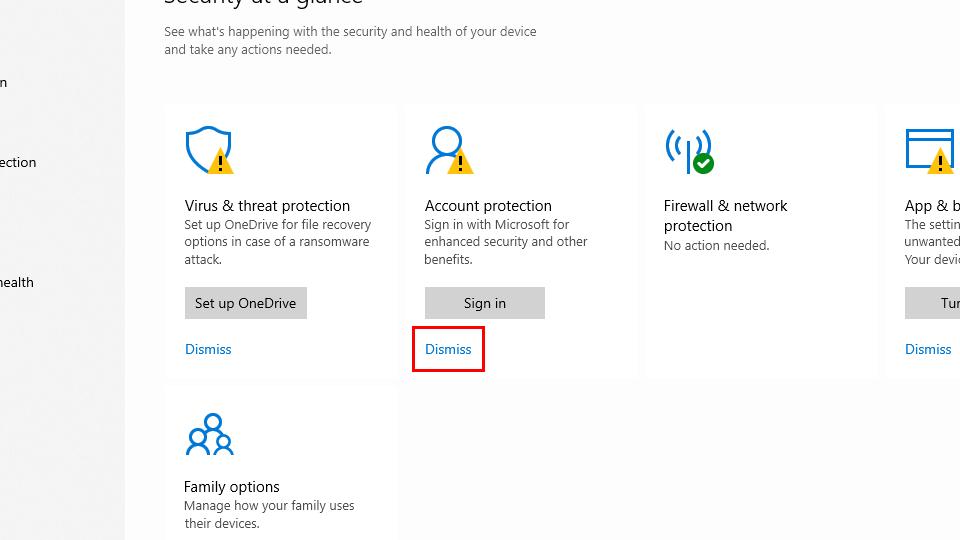 Security at a glance
See what's happening with the security and health of your device
and take any actions needed.
Virus & threat protection
Set up OneDrive for file recovery
options in case of a ransomware
attack.
Set up OneDrive
Dismiss
Account protection
Sign in with Microsoft for
enhanced security and other
benefits.
Sign in
Dismiss
Firewall & network
protection
No action needed.
App & b
The settin
unwanted
Your devi
Tur
Dismiss
Family options
Manage how your family uses
their devices.
n
ection
health